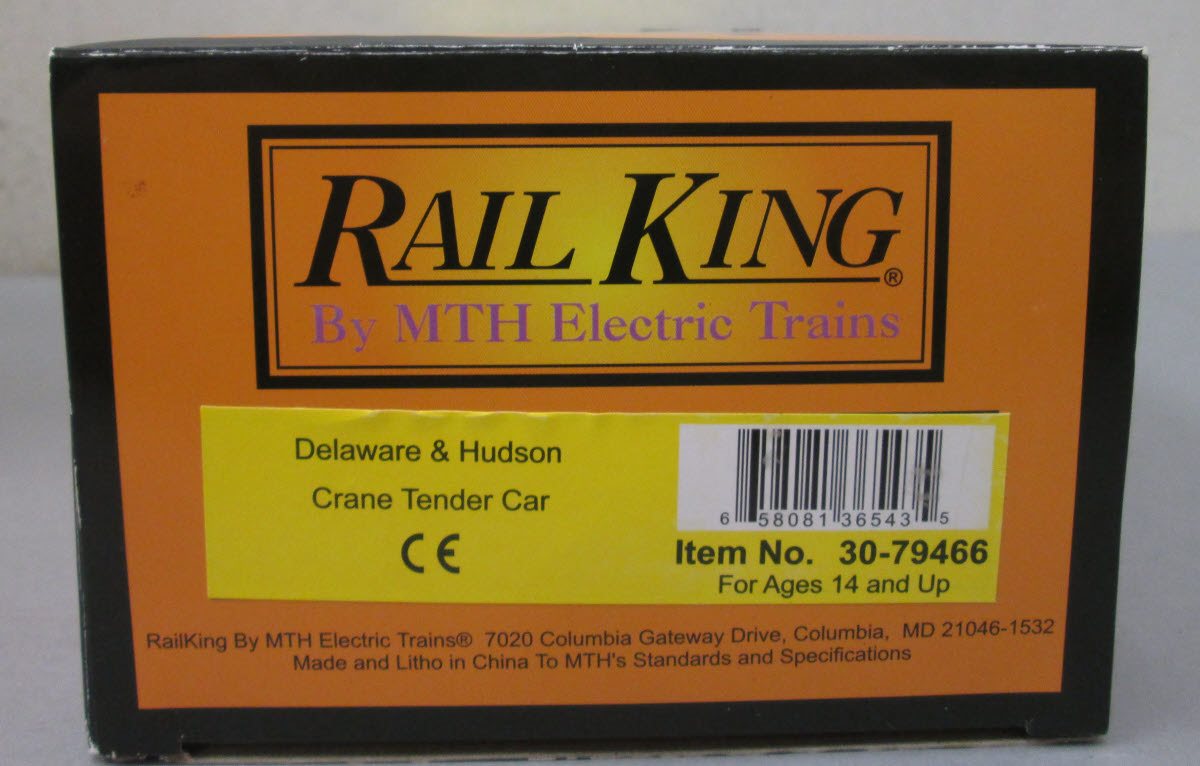 RAIL KING®
By MTH Electric Trains
Delaware & Hudson
Crane Tender Car
CE
6 58081 36543 5
Item No. 30-79466
For Ages 14 and Up
RailKing By MTH Electric Trains® 7020 Columbia Gateway Drive, Columbia, MD 21046-1532
Made and Litho in China To MTH's Standards and Specifications